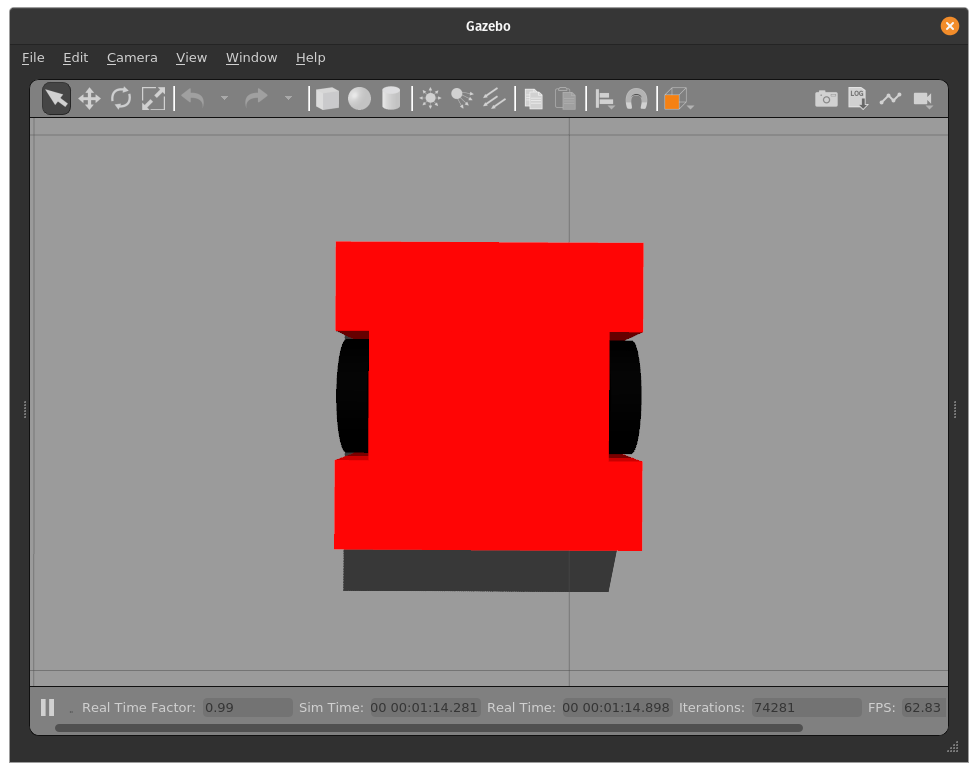 Gazebo
File Edit Camera View Window Help
LOG
Real Time Factor: 0.99 Sim Time: 00 00:01:14.281 Real Time: 00 00:01:14.898 Iterations: 74281 FPS: 62.83